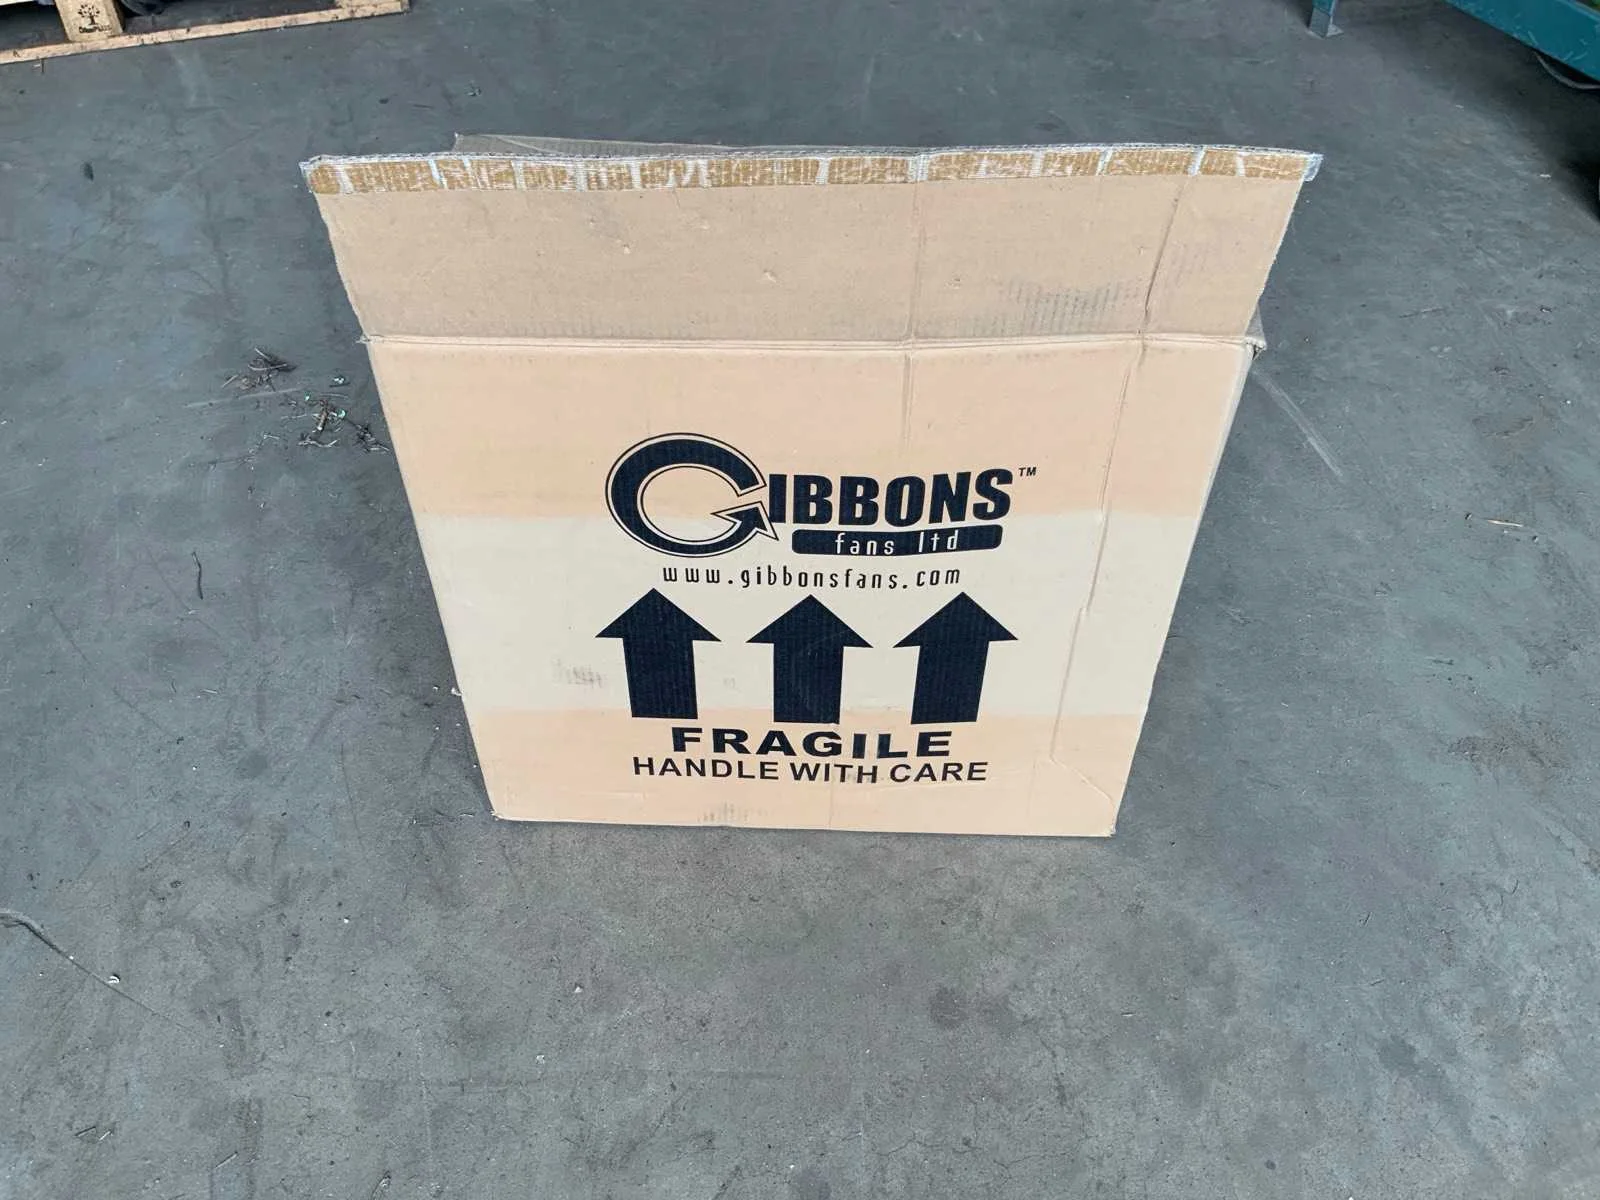 GIBBONS™
fans ltd
www.gibbonsfans.com
FRAGILE
HANDLE WITH CARE